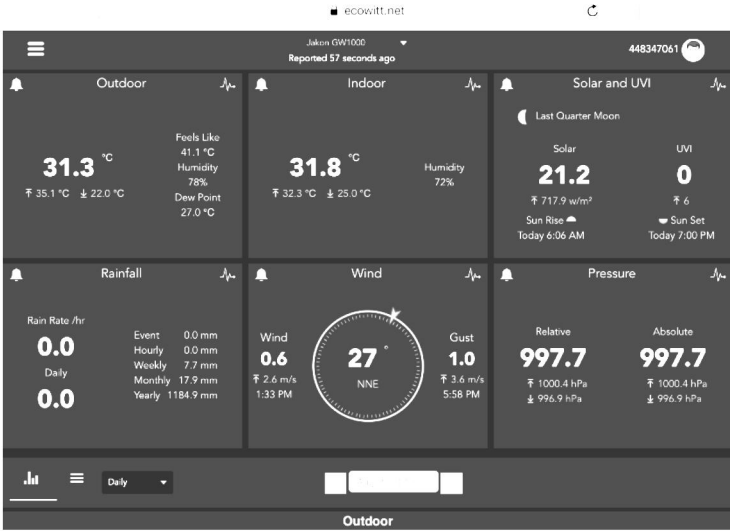 ecowitt.net
Jakon GW1000
Reported 57 seconds ago
448347061
Outdoor
31.3 °C
35.1 °C 22.0 °C
Feels Like
41.1 °C
Humidity
78%
Dew Point
27.0 °C
Indoor
31.8 °C
32.3 °C 25.0 °C
Humidity
72%
Solar and UVI
Last Quarter Moon
Solar
21.2
717.9 w/m²
UVI
0
6
Sun Rise
Today 6:06 AM
Sun Set
Today 7:00 PM
Rainfall
Rain Rate /hr
0.0
Daily
0.0
Event 0.0 mm
Hourly 0.0 mm
Weekly 7.7 mm
Monthly 17.9 mm
Yearly 1184.9 mm
Wind
Wind
0.6
2.6 m/s
1:33 PM
27 °
NNE
Gust
1.0
3.6 m/s
5:58 PM
Pressure
Relative
997.7
1000.4 hPa
996.9 hPa
Absolute
997.7
1000.4 hPa
996.9 hPa
Daily
Outdoor